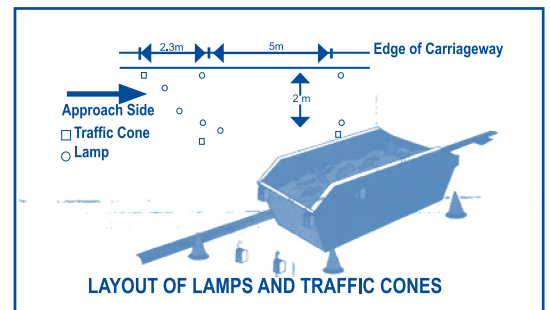 2.3m
5m
Edge of Carriageway
2 m
Approach Side
Traffic Cone
Lamp
LAYOUT OF LAMPS AND TRAFFIC CONES